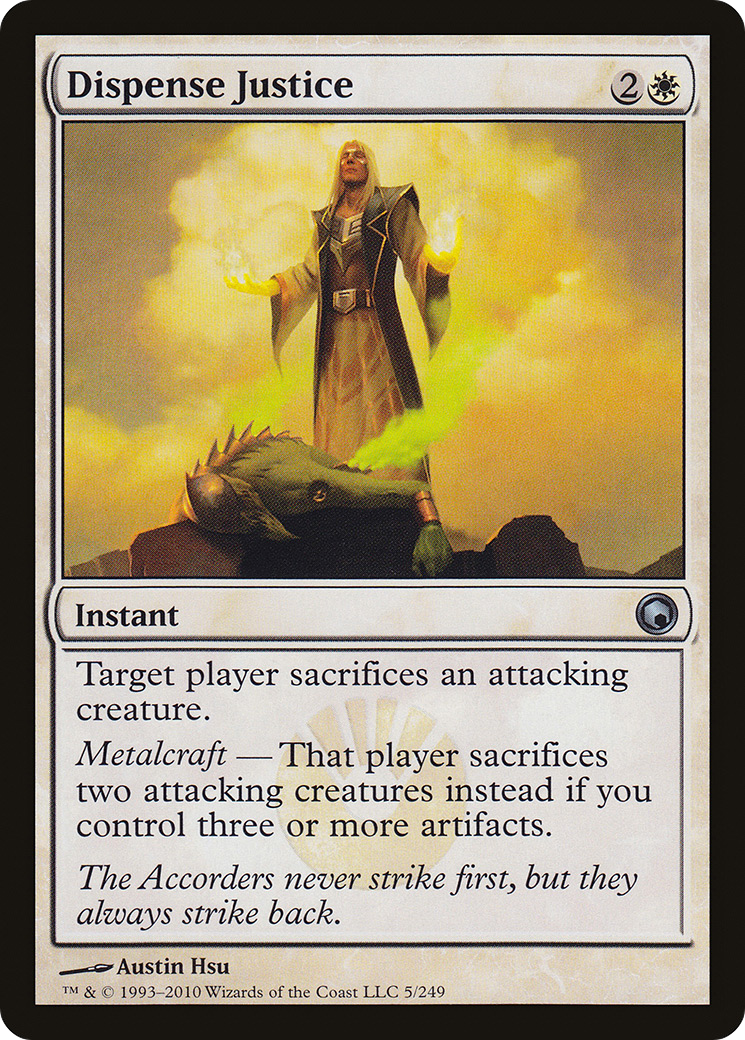 Dispense Justice
2
Instant
Target player sacrifices an attacking
creature.
Metalcraft — That player sacrifices
two attacking creatures instead if you
control three or more artifacts.
The Accorders never strike first, but they
always strike back.
Austin Hsu
™ & © 1993–2010 Wizards of the Coast LLC 5/249